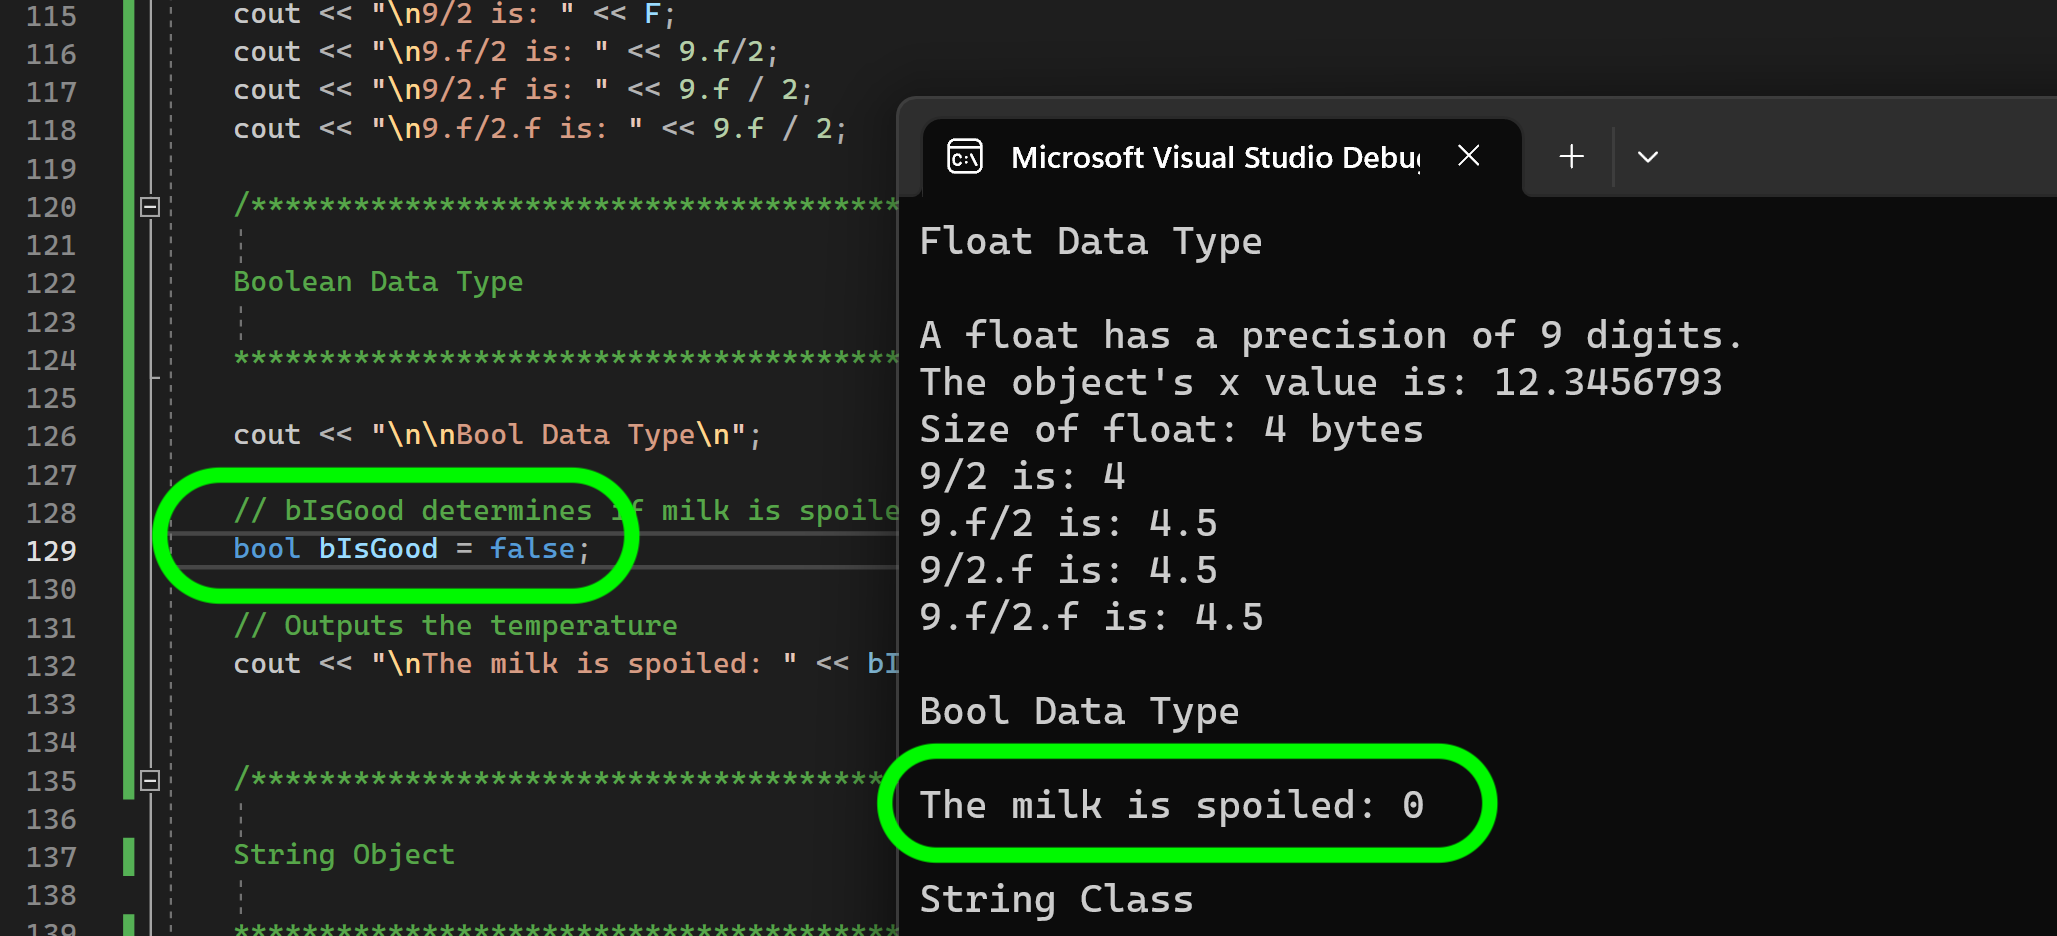 115 cout << "\n9/2 is: " << F;
116 cout << "\n9.f/2 is: " << 9.f/2;
117 cout << "\n9/2.f is: " << 9.f / 2;
118 cout << "\n9.f/2.f is: " << 9.f / 2;
119
120 /***************************************
121
122 Boolean Data Type
123
124 ***************************************
125
126 cout << "\n\nBool Data Type\n";
127
128 // bIsGood determines if milk is spoile
129 bool bIsGood = false;
130
131 // Outputs the temperature
132 cout << "\nThe milk is spoiled: " << bI
133
134
135 /**************************************
136
137 String Object
138
139 ***************************************
Microsoft Visual Studio Debug
Float Data Type
A float has a precision of 9 digits.
The object's x value is: 12.3456793
Size of float: 4 bytes
9/2 is: 4
9.f/2 is: 4.5
9/2.f is: 4.5
9.f/2.f is: 4.5
Bool Data Type
The milk is spoiled: 0
String Class